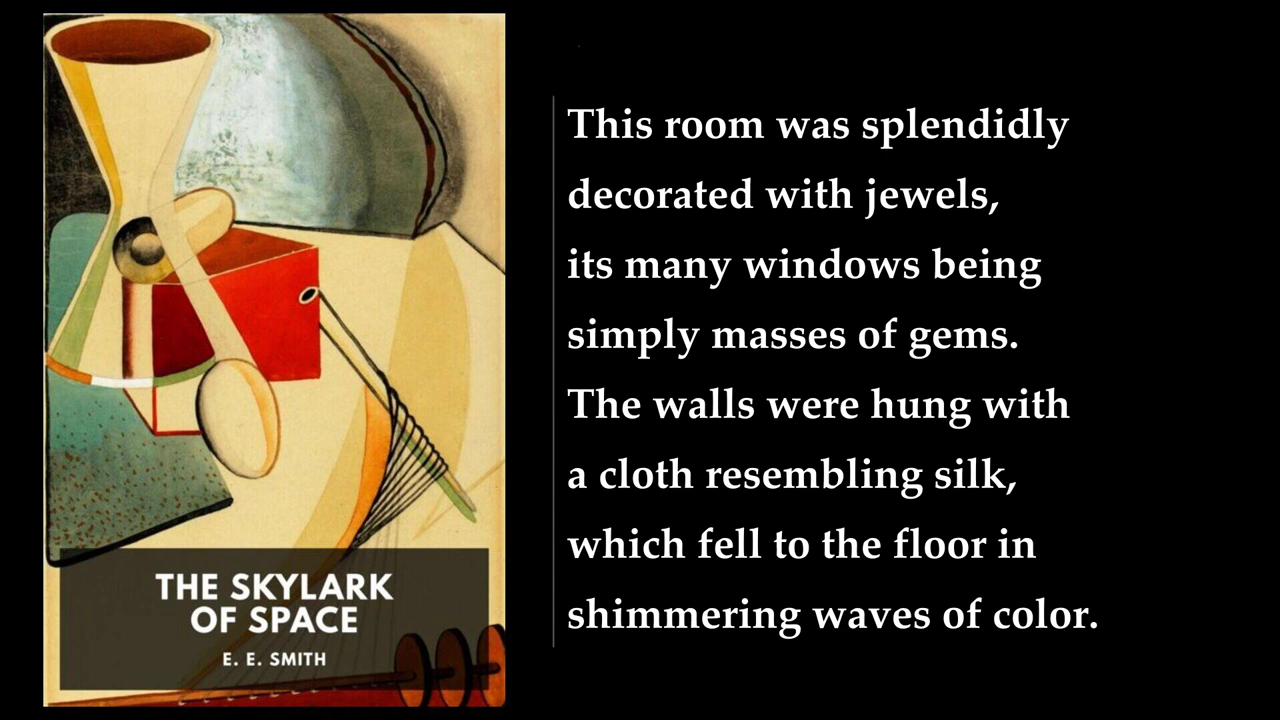 THE SKYLARK
OF SPACE
E. E. SMITH
This room was splendidly
decorated with jewels,
its many windows being
simply masses of gems.
The walls were hung with
a cloth resembling silk,
which fell to the floor in
shimmering waves of color.